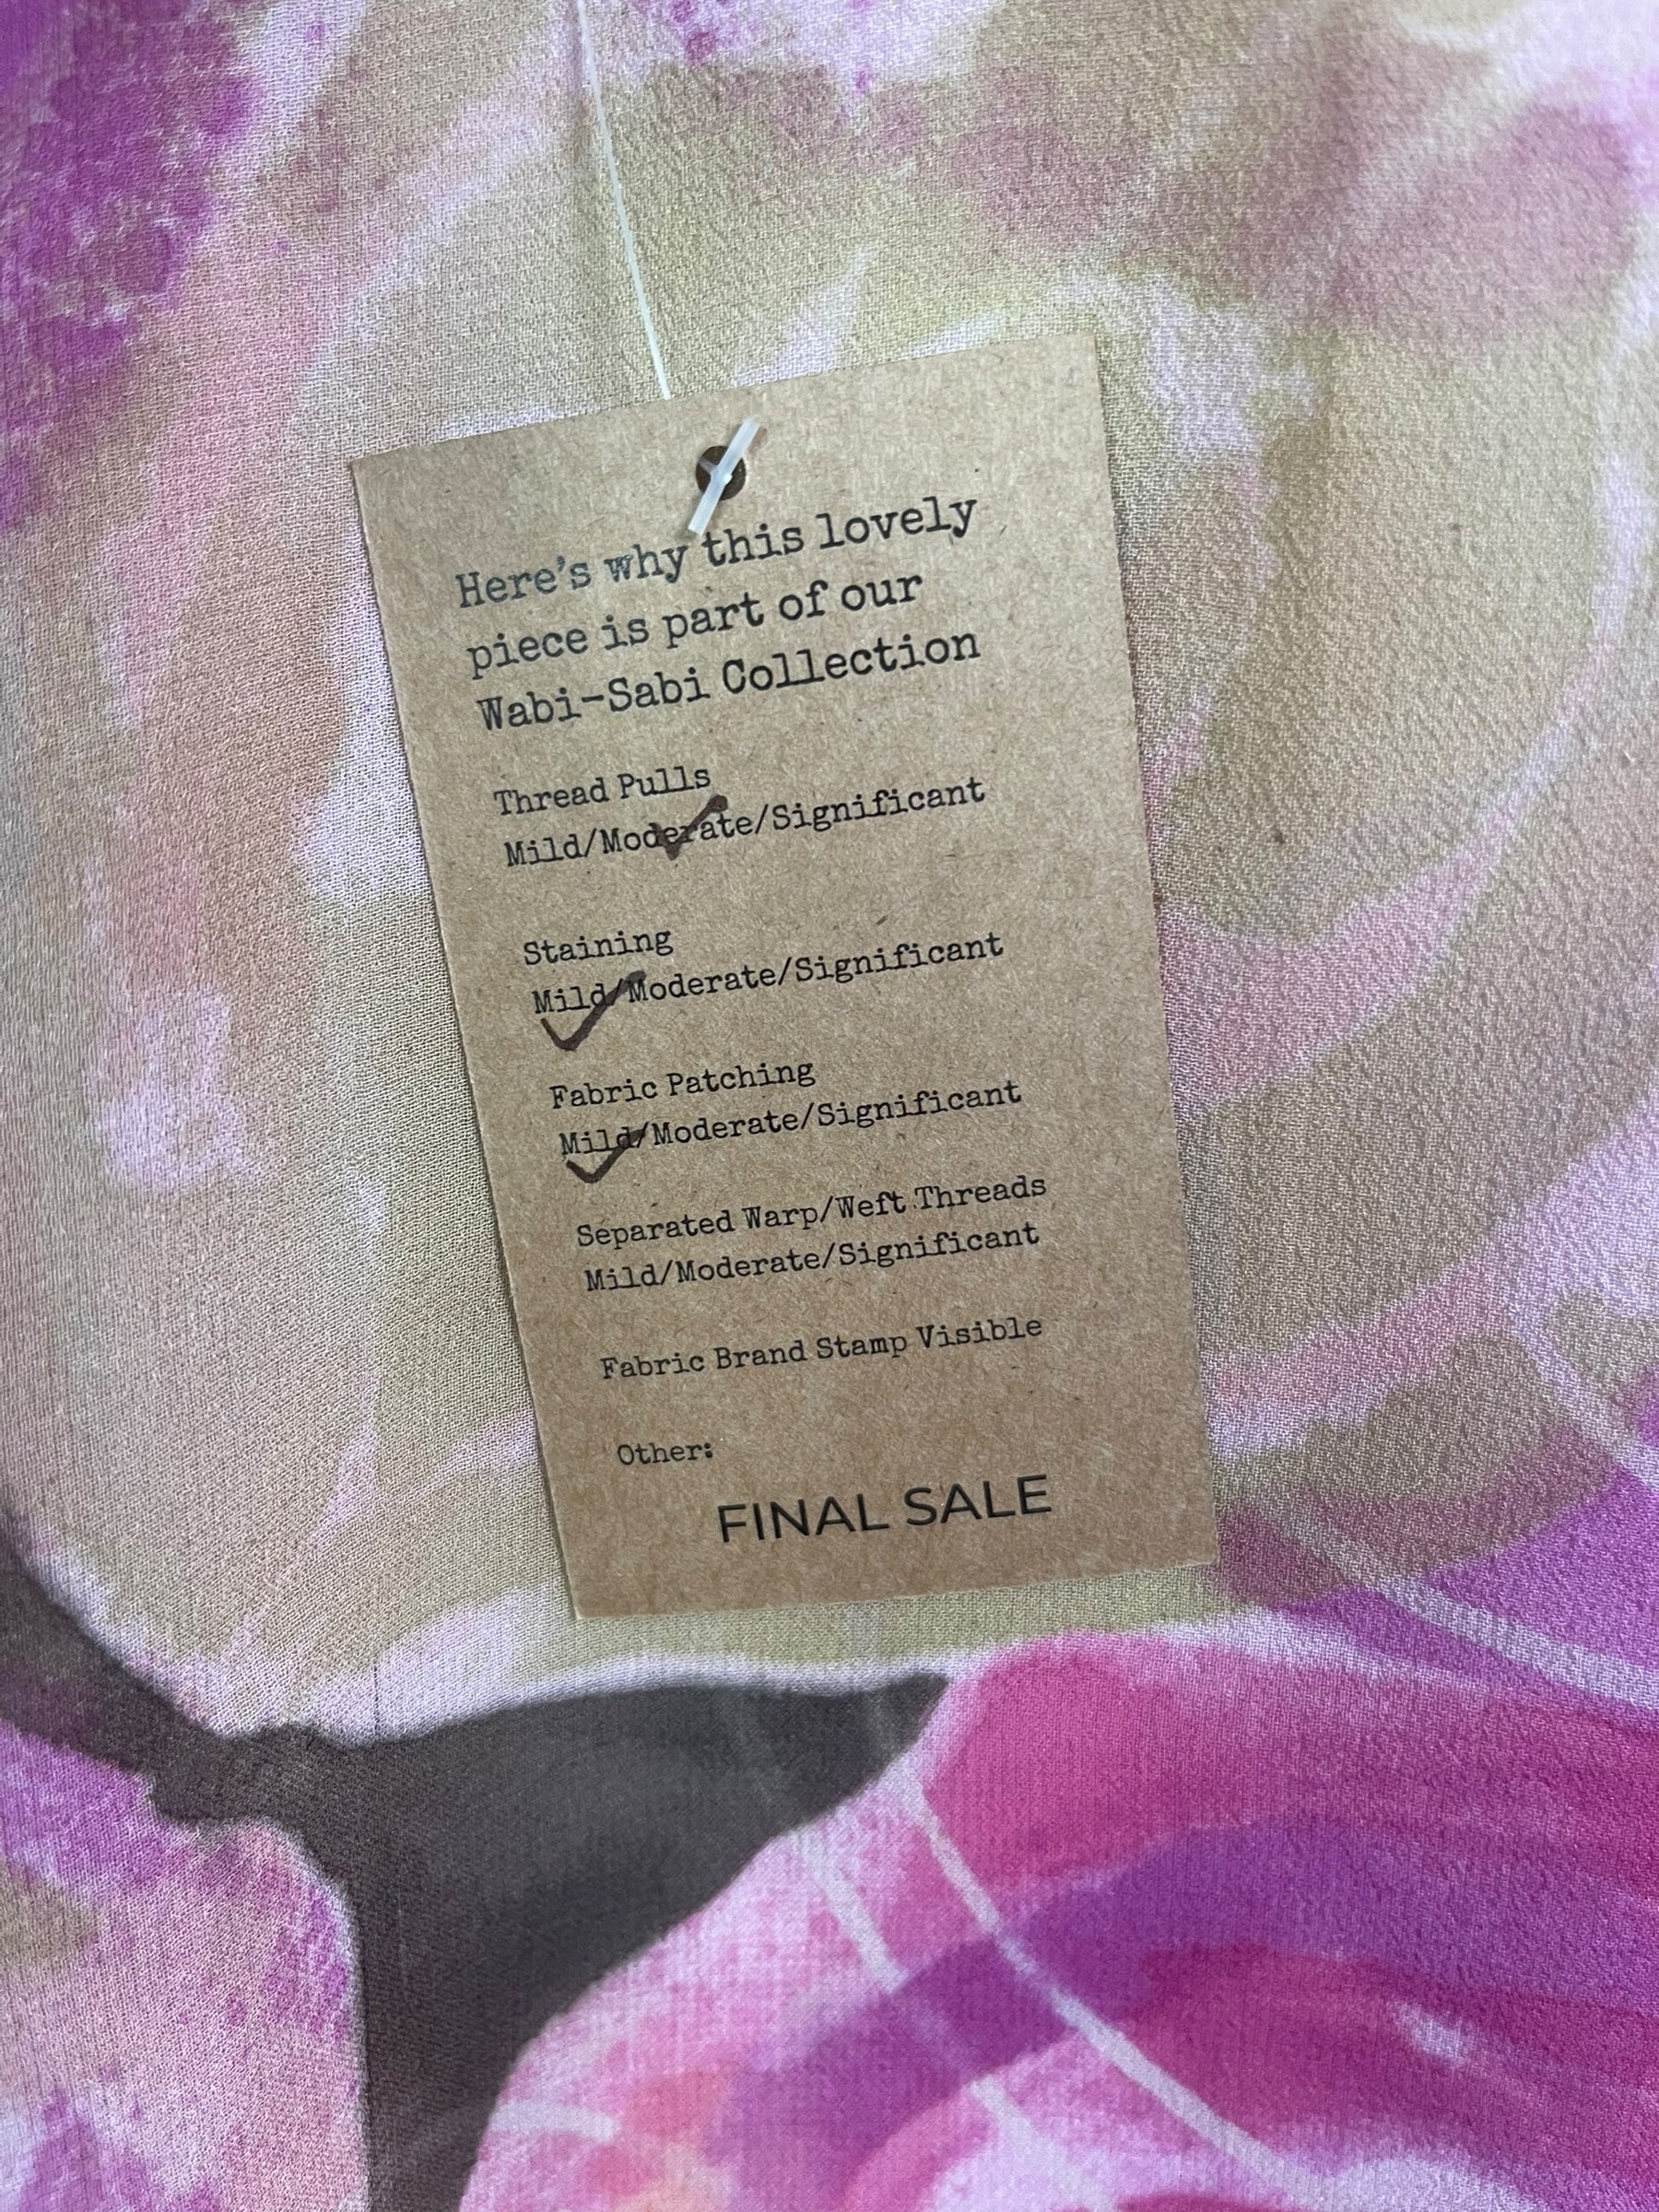 Here's why this lovely
piece is part of our
Wabi-Sabi Collection
Thread Pulls
Mild/Moderate/Significant
Staining
Mild/Moderate/Significant
Fabric Patching
Mild/Moderate/Significant
Separated Warp/Weft Threads
Mild/Moderate/Significant
Fabric Brand Stamp Visible
Other:
FINAL SALE